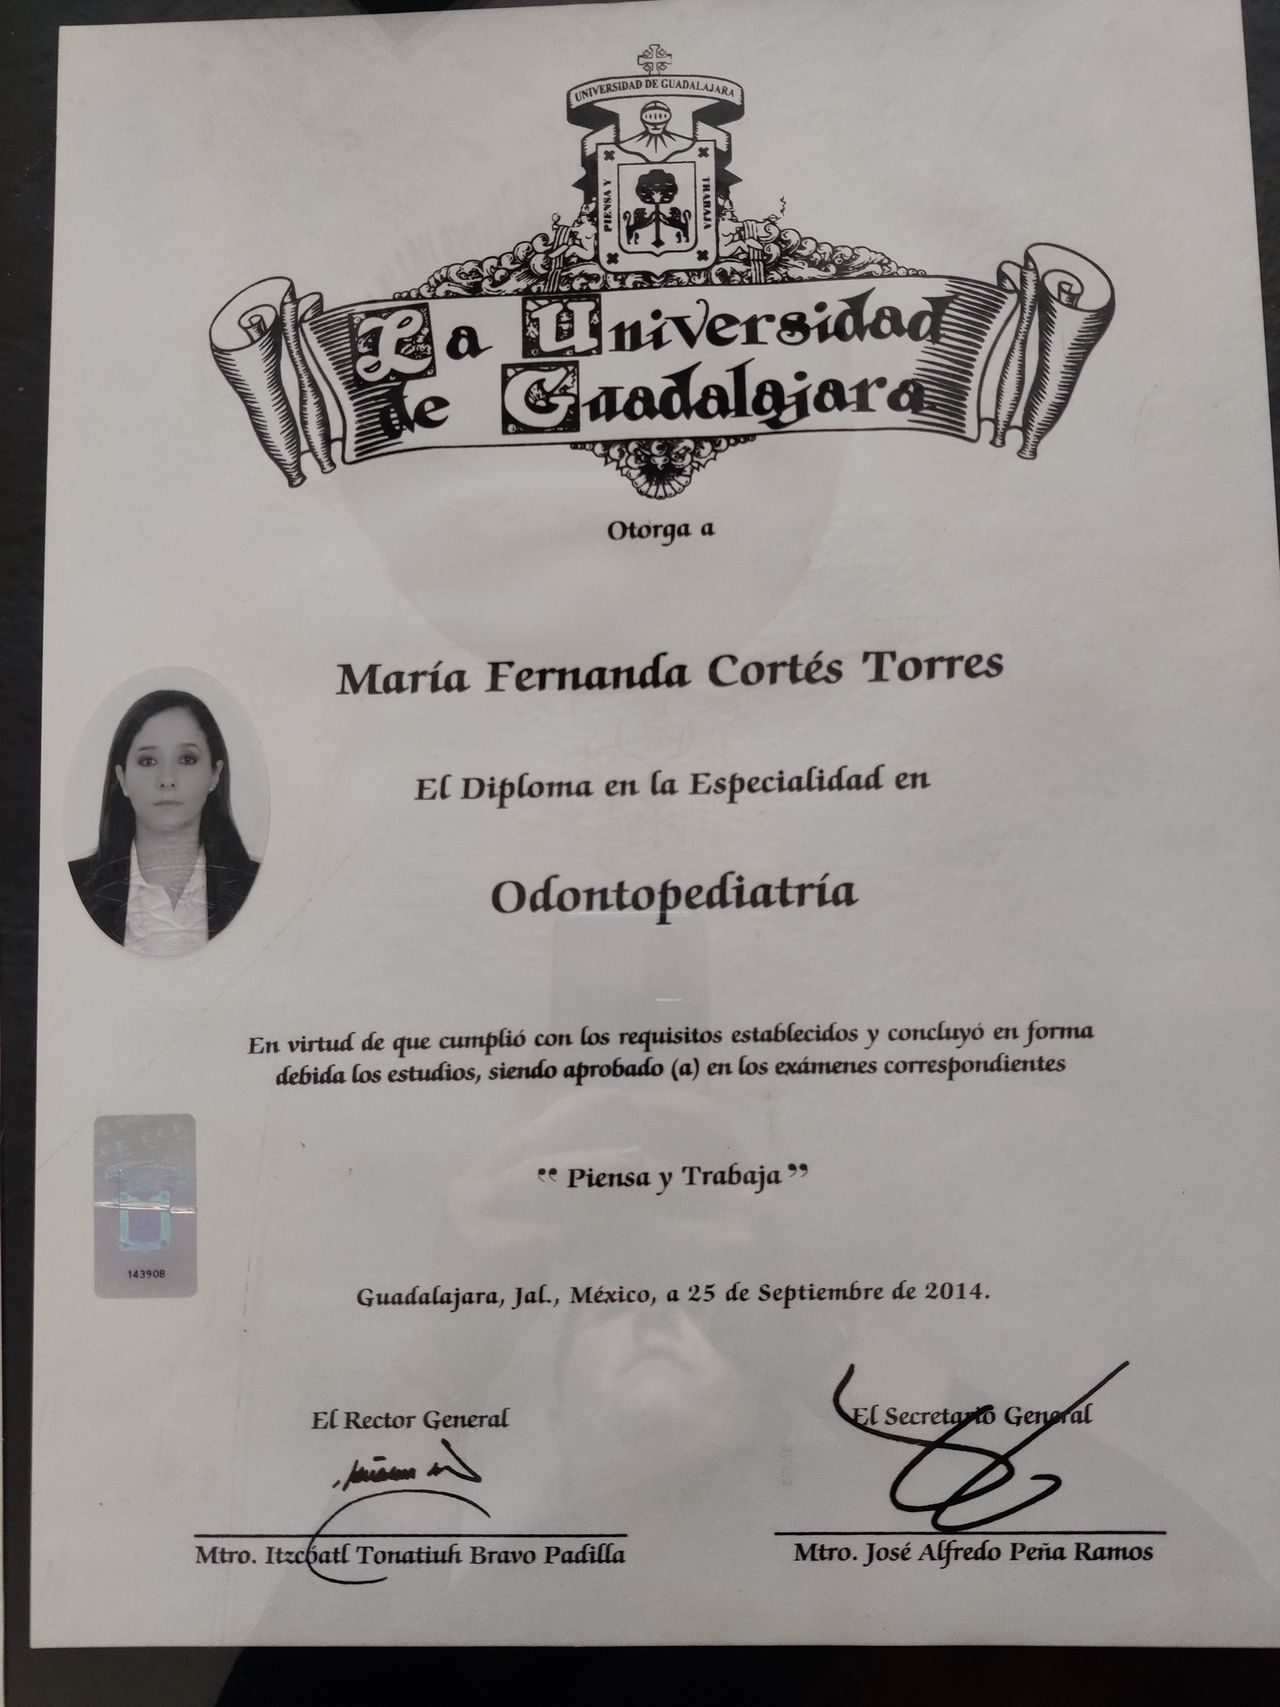 UNIVERSIDAD DE GUADALAJARA
PIENSA Y
TRABAJA
La Universidad
de Guadalajara
Otorga a
María Fernanda Cortés Torres
El Diploma en la Especialidad en
Odontopediatría
En virtud de que cumplió con los requisitos establecidos y concluyó en forma
debida los estudios, siendo aprobado (a) en los exámenes correspondientes
“ Piensa y Trabaja ”
143908
Guadalajara, Jal., México, a 25 de Septiembre de 2014.
El Rector General
El Secretario General
Mtro. Itzcóatl Tonatiuh Bravo Padilla
Mtro. José Alfredo Peña Ramos